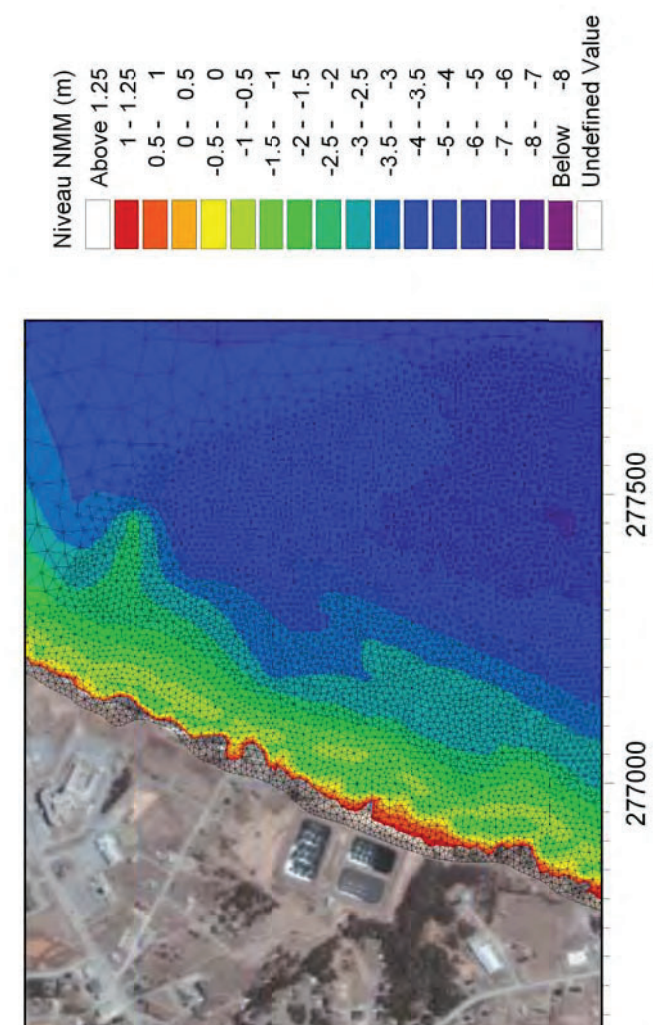 Niveau NMM (m)
Above 1.25
1 - 1.25
0.5 - 1
0 - 0.5
-0.5 - 0
-1 - -0.5
-1.5 - -1
-2 - -1.5
-2.5 - -2
-3 - -2.5
-3.5 - -3
-4 - -3.5
-5 - -4
-6 - -5
-7 - -6
-8 - -7
Below -8
Undefined Value
277500
277000